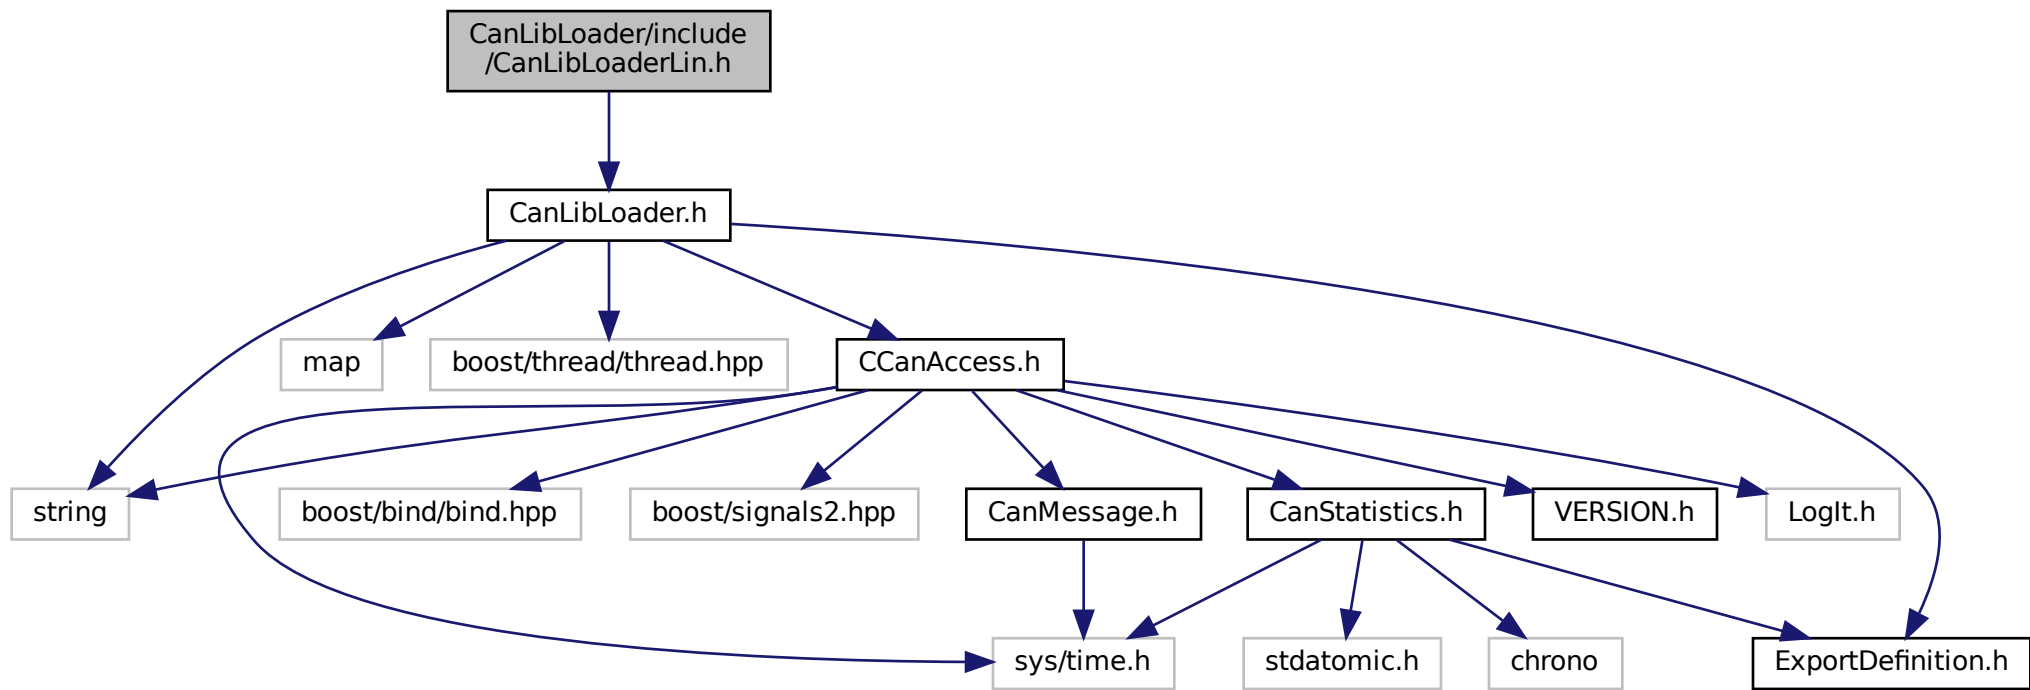 CanLibLoader/include
/CanLibLoaderLin.h
CanLibLoader.h
map
boost/thread/thread.hpp
CCanAccess.h
string
boost/bind/bind.hpp
boost/signals2.hpp
CanMessage.h
CanStatistics.h
VERSION.h
LogIt.h
sys/time.h
stdatomic.h
chrono
ExportDefinition.h